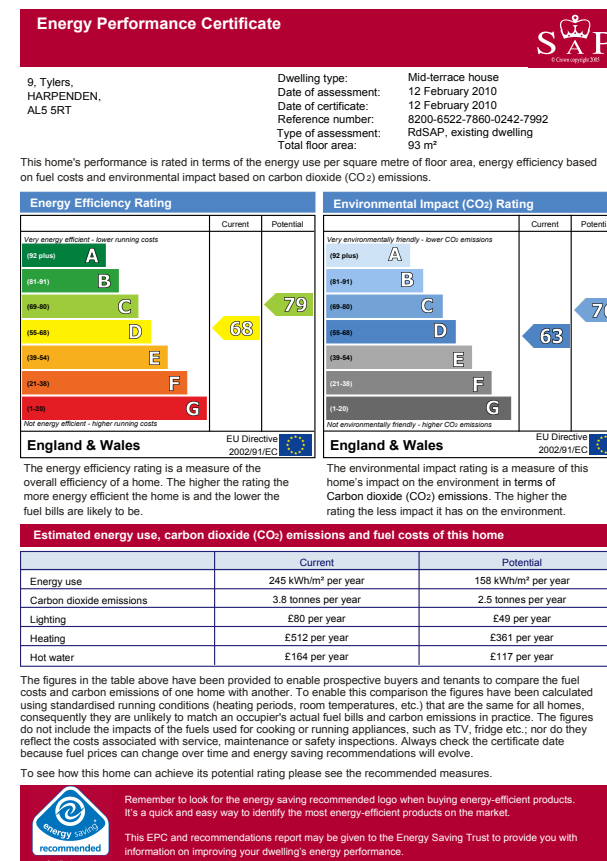 Energy Performance Certificate
SAP
© Crown copyright 2005
9, Tylers,
HARPENDEN,
AL5 5RT
Dwelling type: Mid-terrace house
Date of assessment: 12 February 2010
Date of certificate: 12 February 2010
Reference number: 8200-6522-7860-0242-7992
Type of assessment: RdSAP, existing dwelling
Total floor area: 93 m²
This home's performance is rated in terms of the energy use per square metre of floor area, energy efficiency based
on fuel costs and environmental impact based on carbon dioxide (CO2) emissions.
Energy Efficiency Rating
Current Potential
Very energy efficient - lower running costs
(92 plus) A
(81-91) B
(69-80) C
79
(55-68) D
68
(39-54) E
(21-38) F
(1-20) G
Not energy efficient - higher running costs
England & Wales
EU Directive
2002/91/EC
The energy efficiency rating is a measure of the
overall efficiency of a home. The higher the rating the
more energy efficient the home is and the lower the
fuel bills are likely to be.
Environmental Impact (CO2) Rating
Current Potenti
Very environmentally friendly - lower CO2 emissions
(92 plus) A
(81-91) B
(69-80) C
(55-68) D
63
(39-54) E
(21-38) F
(1-20) G
Not environmentally friendly - higher CO2 emissions
England & Wales
EU Directive
2002/91/EC
The environmental impact rating is a measure of this
home's impact on the environment in terms of
Carbon dioxide (CO2) emissions. The higher the
rating the less impact it has on the environment.
Estimated energy use, carbon dioxide (CO2) emissions and fuel costs of this home
Current Potential
Energy use 245 kWh/m² per year 158 kWh/m² per year
Carbon dioxide emissions 3.8 tonnes per year 2.5 tonnes per year
Lighting £80 per year £49 per year
Heating £512 per year £361 per year
Hot water £164 per year £117 per year
The figures in the table above have been provided to enable prospective buyers and tenants to compare the fuel
costs and carbon emissions of one home with another. To enable this comparison the figures have been calculated
using standardised running conditions (heating periods, room temperatures, etc.) that are the same for all homes,
consequently they are unlikely to match an occupier's actual fuel bills and carbon emissions in practice. The figures
do not include the impacts of the fuels used for cooking or running appliances, such as TV, fridge etc.; nor do they
reflect the costs associated with service, maintenance or safety inspections. Always check the certificate date
because fuel prices can change over time and energy saving recommendations will evolve.
To see how this home can achieve its potential rating please see the recommended measures.
energy saving
recommended
Remember to look for the energy saving recommended logo when buying energy-efficient products.
It's a quick and easy way to identify the most energy-efficient products on the market.
This EPC and recommendations report may be given to the Energy Saving Trust to provide you with
information on improving your dwelling's energy performance.